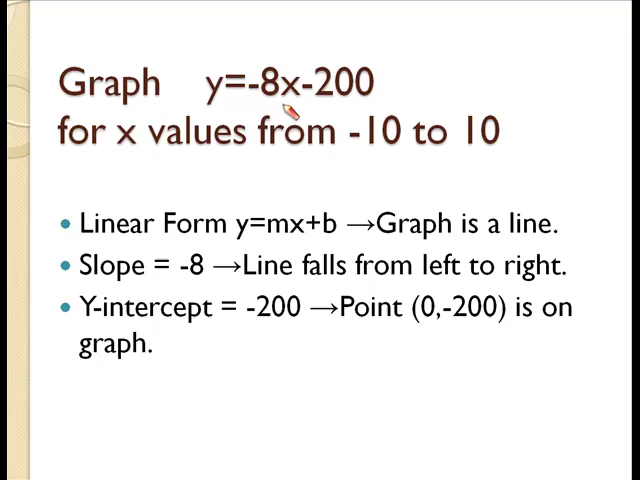 Graph y=-8x-200
for x values from -10 to 10
• Linear Form y=mx+b →Graph is a line.
• Slope = -8 →Line falls from left to right.
• Y-intercept = -200 →Point (0,-200) is on
graph.